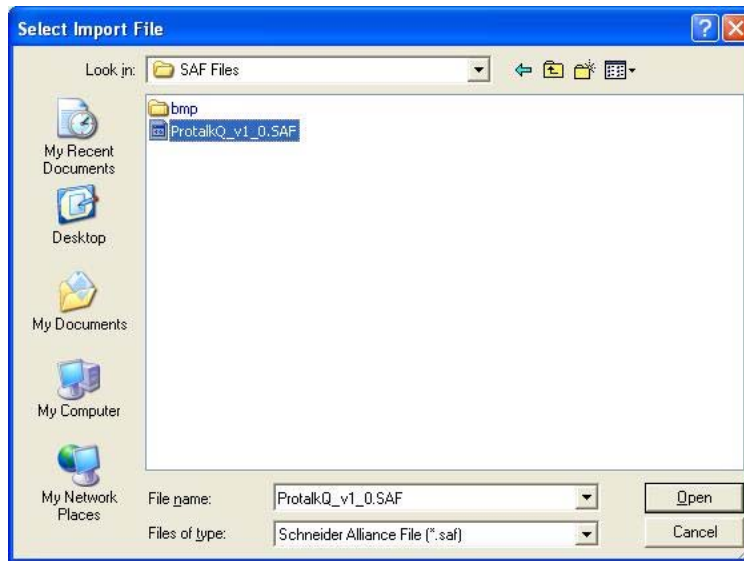 Select Import File
Look in: SAF Files
bmp
ProtalkQ_v1_0.SAF
My Recent
Documents
Desktop
My Documents
My Computer
My Network
Places
File name: ProtalkQ_v1_0.SAF Open
Files of type: Schneider Alliance File (*.saf) Cancel